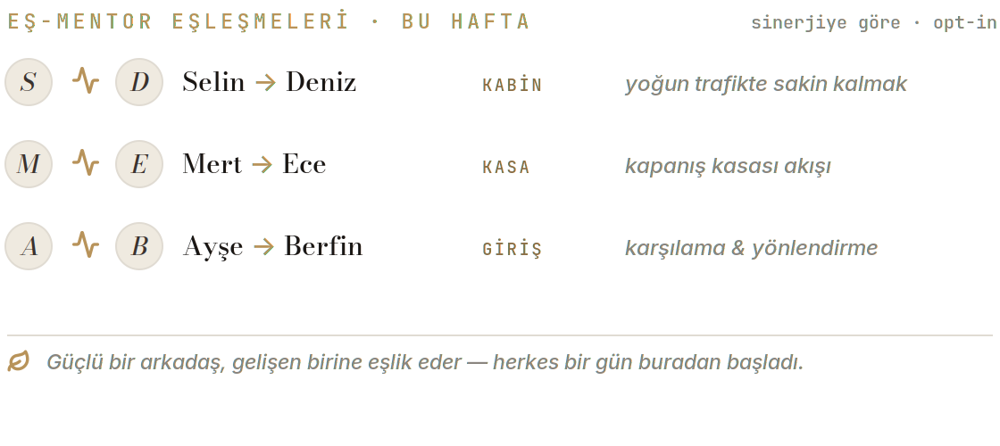 EŞ-MENTOR EŞLEŞMELERİ · BU HAFTA sinerjiye göre · opt-in
S D Selin → Deniz KABİN yoğun trafikte sakin kalmak
M E Mert → Ece KASA kapanış kasası akışı
A B Ayşe → Berfin GİRİŞ karşılama & yönlendirme
Güçlü bir arkadaş, gelişen birine eşlik eder — herkes bir gün buradan başladı.